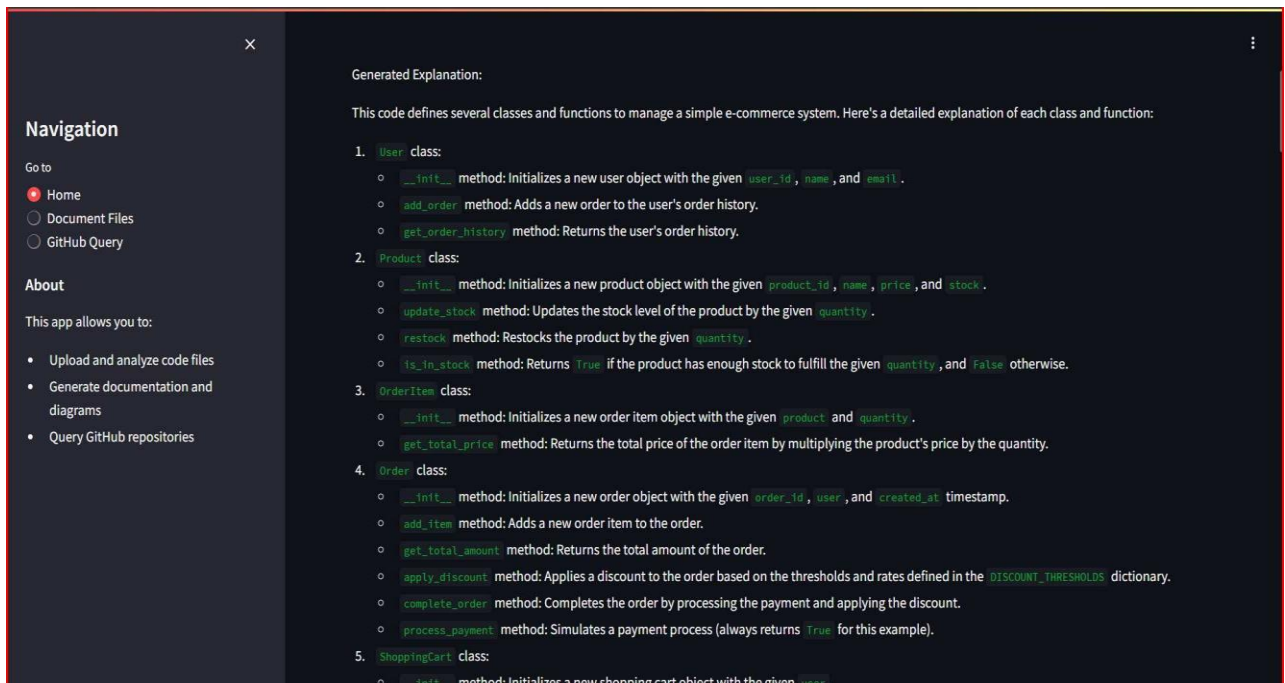 Navigation
Go to
Home
Document Files
GitHub Query
About
This app allows you to:
• Upload and analyze code files
• Generate documentation and
diagrams
• Query GitHub repositories
Generated Explanation:
This code defines several classes and functions to manage a simple e-commerce system. Here's a detailed explanation of each class and function:
1. User class:
○ __init__ method: Initializes a new user object with the given user_id, name, and email.
○ add_order method: Adds a new order to the user's order history.
○ get_order_history method: Returns the user's order history.
2. Product class:
○ __init__ method: Initializes a new product object with the given product_id, name, price, and stock.
○ update_stock method: Updates the stock level of the product by the given quantity.
○ restock method: Restocks the product by the given quantity.
○ is_in_stock method: Returns True if the product has enough stock to fulfill the given quantity, and False otherwise.
3. OrderItem class:
○ __init__ method: Initializes a new order item object with the given product and quantity.
○ get_total_price method: Returns the total price of the order item by multiplying the product's price by the quantity.
4. Order class:
○ __init__ method: Initializes a new order object with the given order_id, user, and created_at timestamp.
○ add_item method: Adds a new order item to the order.
○ get_total_amount method: Returns the total amount of the order.
○ apply_discount method: Applies a discount to the order based on the thresholds and rates defined in the DISCOUNT_THRESHOLDS dictionary.
○ complete_order method: Completes the order by processing the payment and applying the discount.
○ process_payment method: Simulates a payment process (always returns True for this example).
5. ShoppingCart class:
○ __init__ method: Initializes a new shopping cart object with the given user.